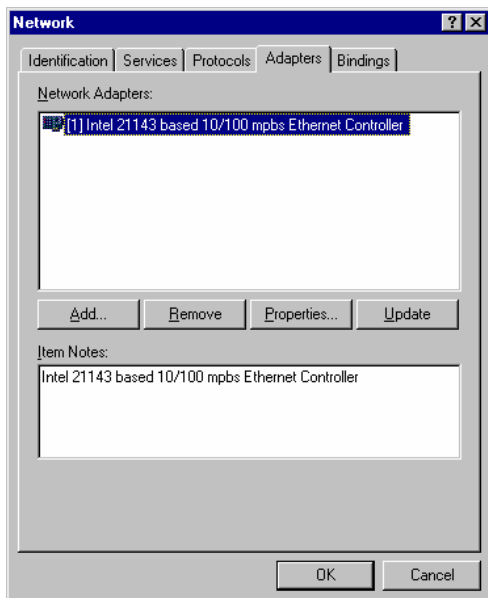 Network
Identification Services Protocols Adapters Bindings
Network Adapters:
[1] Intel 21143 based 10/100 mpbs Ethernet Controller
Add... Remove Properties... Update
Item Notes:
Intel 21143 based 10/100 mpbs Ethernet Controller
OK Cancel